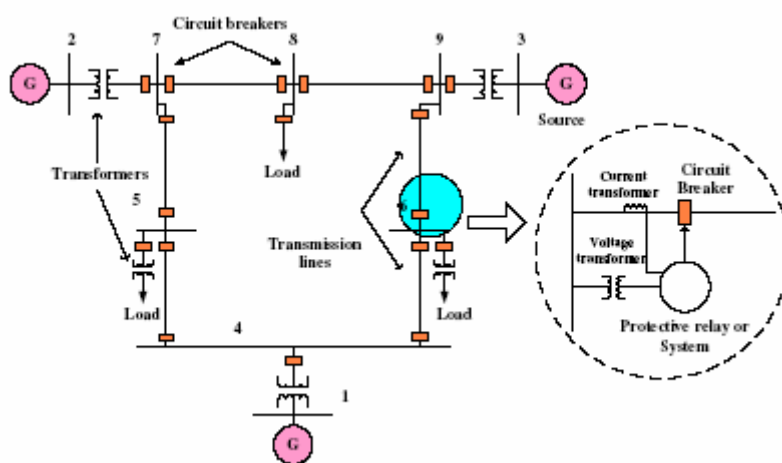 Circuit breakers
2
7
8
9
3
G
G
Source
Load
Transformers
5
6
Transmission
lines
Load
Load
4
1
G
Current
transformer
Circuit
Breaker
Voltage
transformer
Protective relay or
System